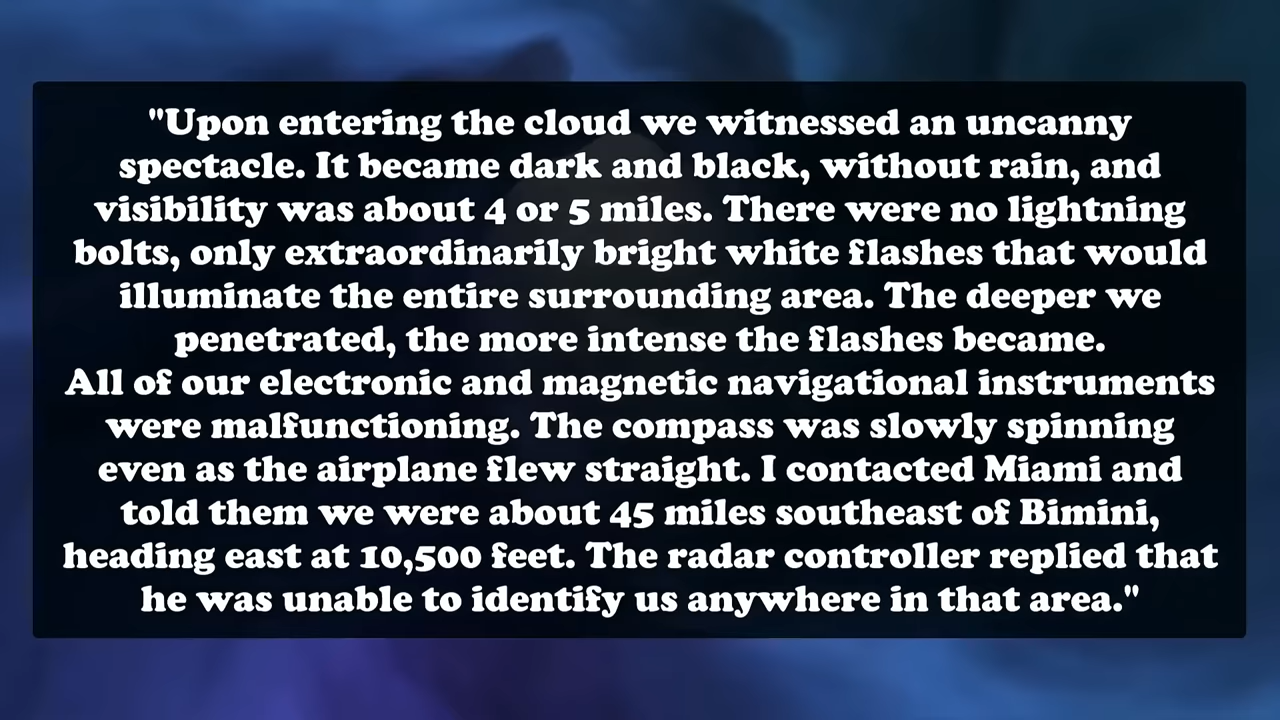 "Upon entering the cloud we witnessed an uncanny
spectacle. It became dark and black, without rain, and
visibility was about 4 or 5 miles. There were no lightning
bolts, only extraordinarily bright white flashes that would
illuminate the entire surrounding area. The deeper we
penetrated, the more intense the flashes became.
All of our electronic and magnetic navigational instruments
were malfunctioning. The compass was slowly spinning
even as the airplane flew straight. I contacted Miami and
told them we were about 45 miles southeast of Bimini,
heading east at 10,500 feet. The radar controller replied that
he was unable to identify us anywhere in that area."